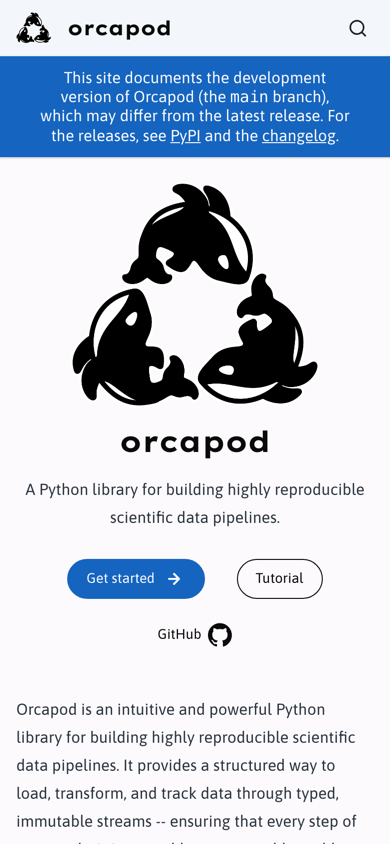 orcapod
This site documents the development
version of Orcapod (the main branch),
which may differ from the latest release. For
the releases, see PyPI and the changelog.
orcapod
A Python library for building highly reproducible
scientific data pipelines.
Get started
Tutorial
GitHub
Orcapod is an intuitive and powerful Python
library for building highly reproducible scientific
data pipelines. It provides a structured way to
load, transform, and track data through typed,
immutable streams -- ensuring that every step of